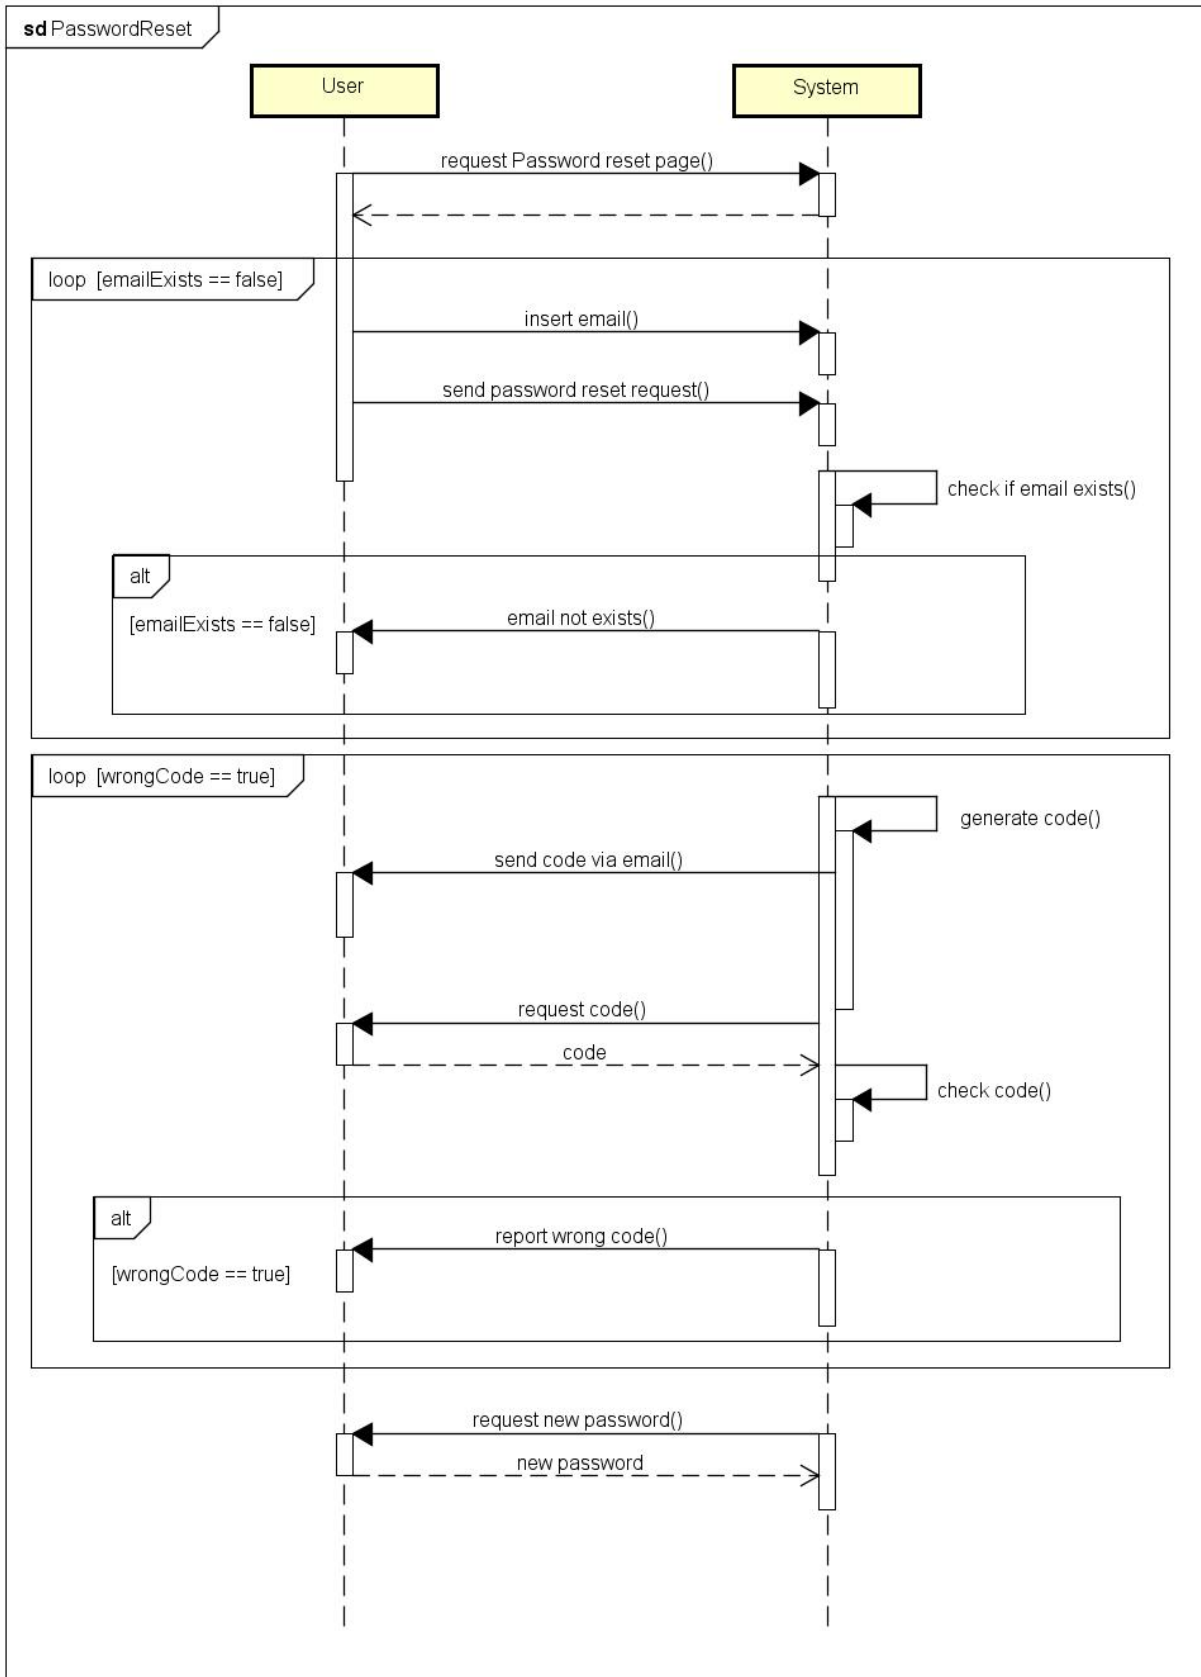 sd PasswordReset
User
System
request Password reset page()
loop [emailExists == false]
insert email()
send password reset request()
check if email exists()
alt
[emailExists == false]
email not exists()
loop [wrongCode == true]
generate code()
send code via email()
request code()
code
check code()
alt
report wrong code()
[wrongCode == true]
request new password()
new password